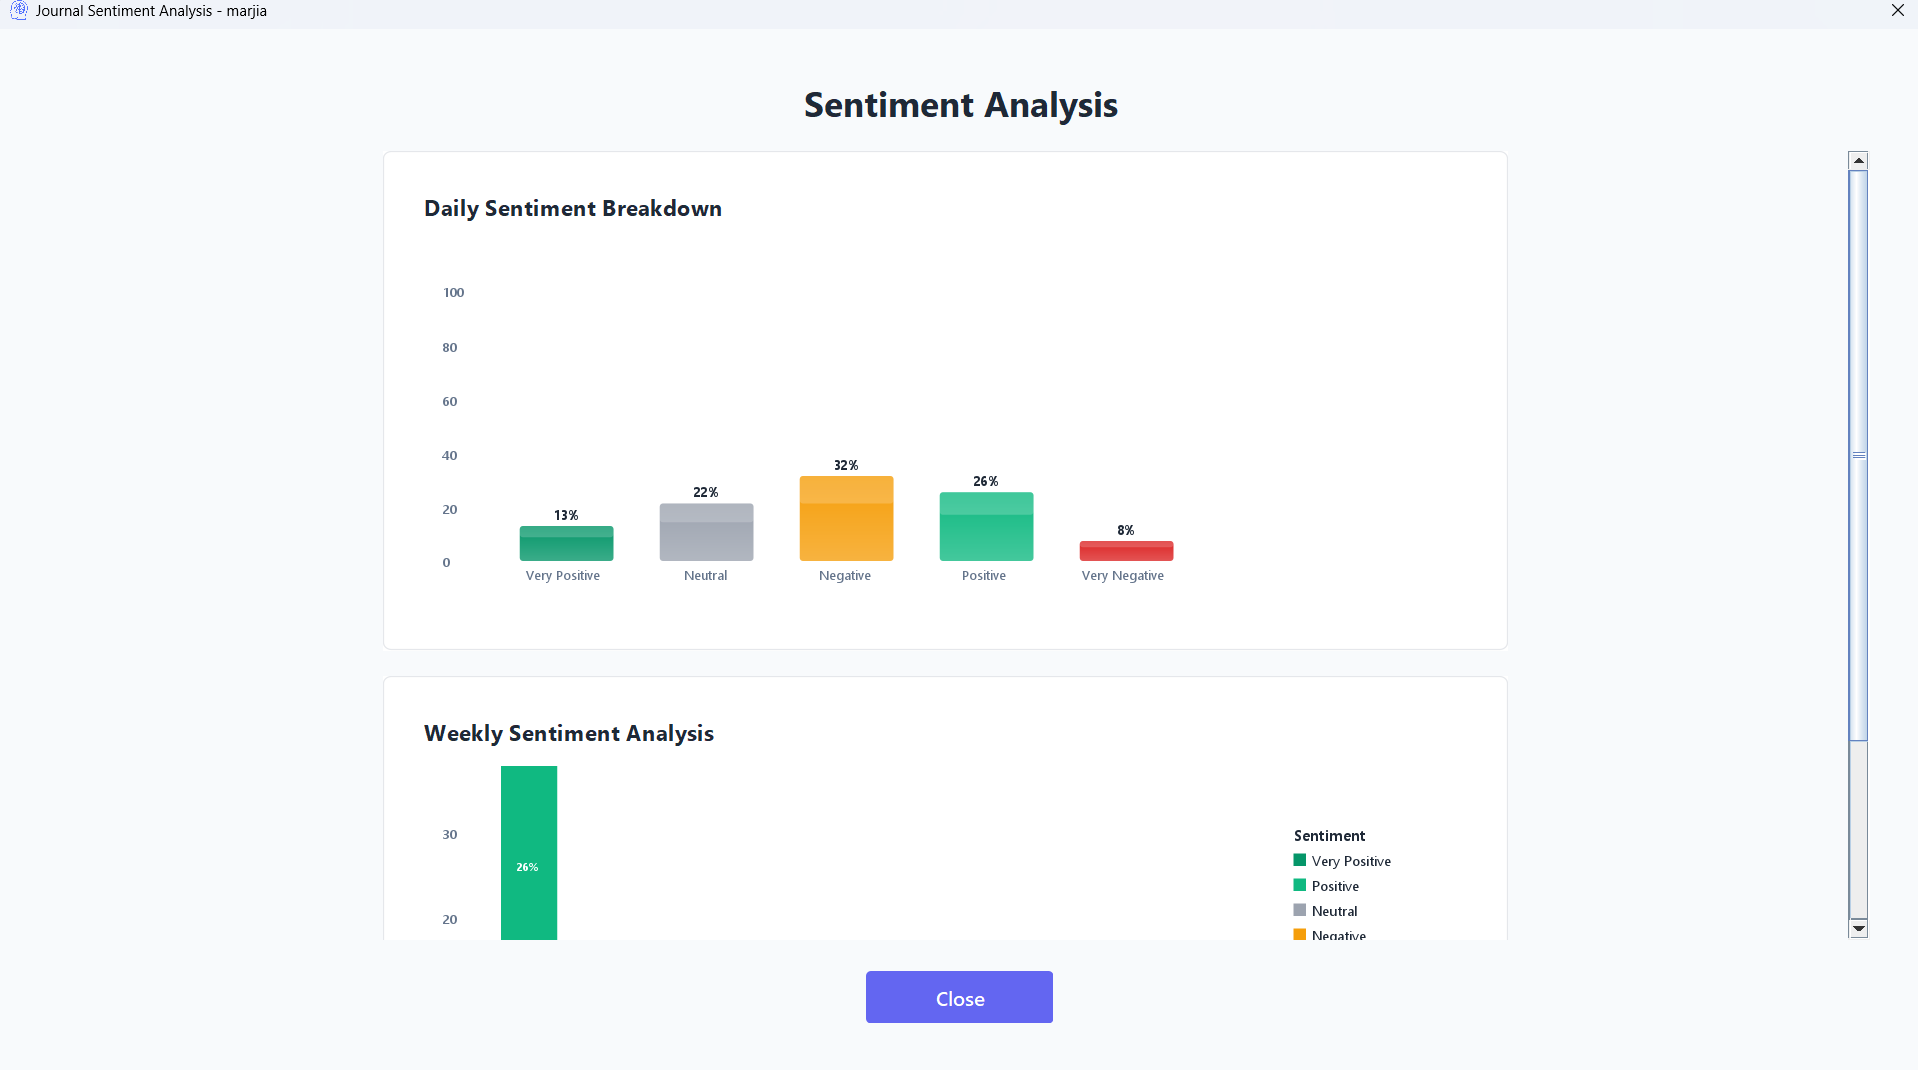 Journal Sentiment Analysis - marjia
Sentiment Analysis
Daily Sentiment Breakdown
100
80
60
40
20
0
13%
22%
32%
26%
8%
Very Positive
Neutral
Negative
Positive
Very Negative
Weekly Sentiment Analysis
30
20
26%
Sentiment
Very Positive
Positive
Neutral
Negative
Close